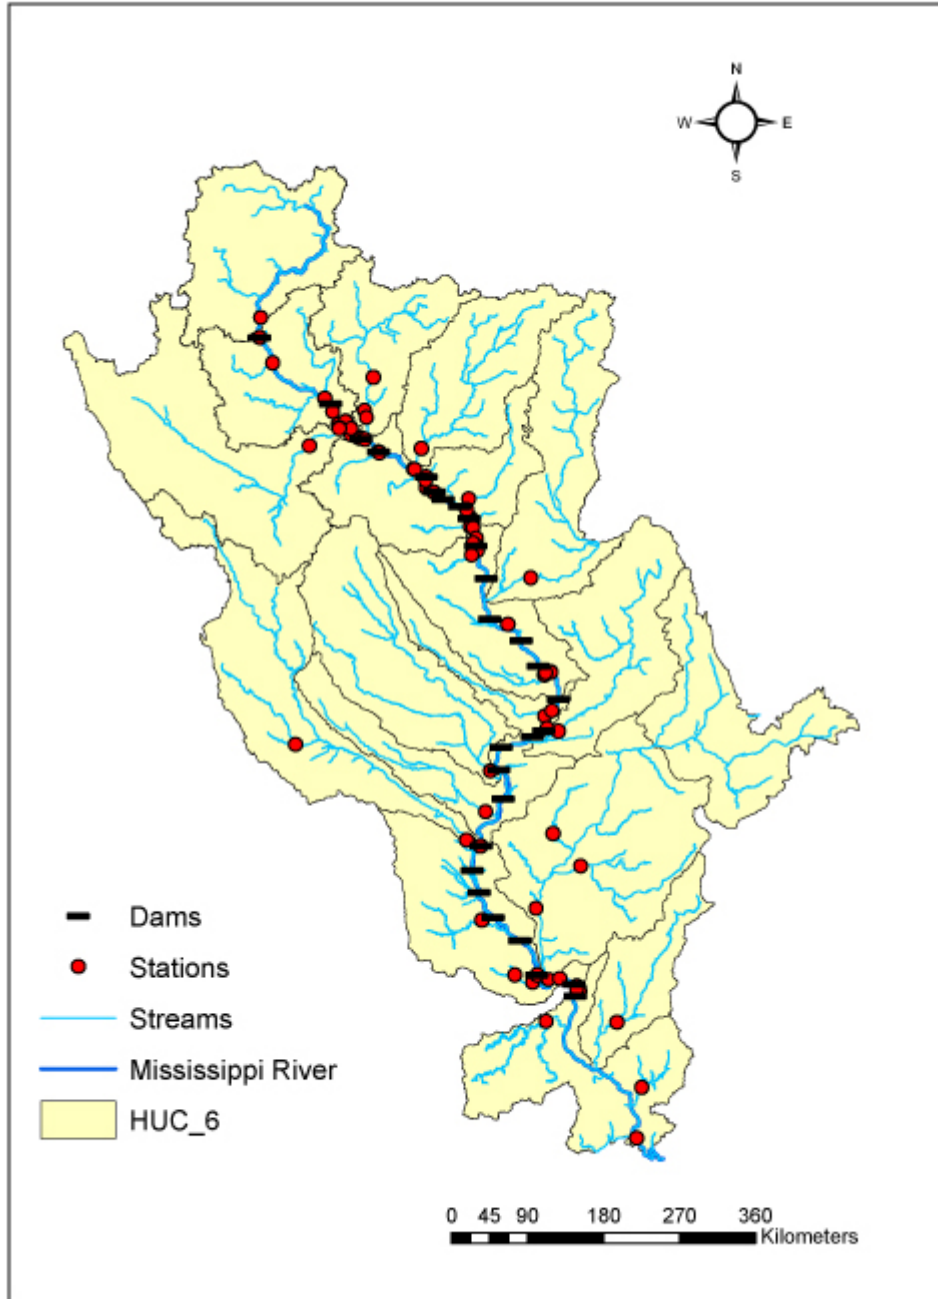 N
W E
S
Dams
Stations
Streams
Mississippi River
HUC_6
0 45 90 180 270 360
Kilometers